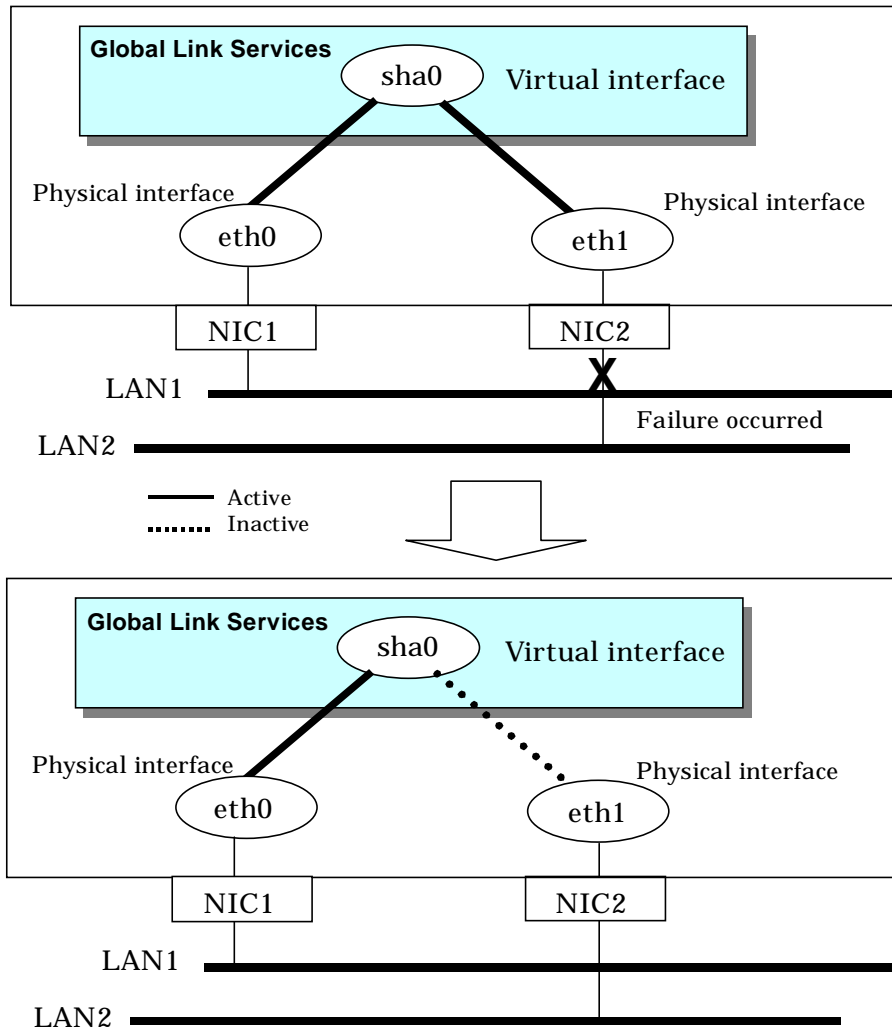 Global Link Services
sha0
Virtual interface
Physical interface
Physical interface
eth0
eth1
NIC1
NIC2
X
LAN1
Failure occurred
LAN2
Active
Inactive
Global Link Services
sha0
Virtual interface
Physical interface
Physical interface
eth0
eth1
NIC1
NIC2
LAN1
LAN2